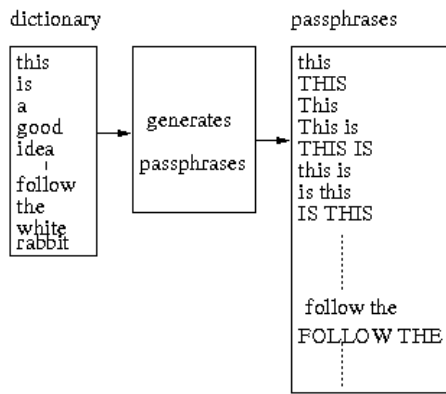 dictionary
this
is
a
good
idea
follow
the
white
rabbit
generates
passphrases
passphrases
this
THIS
This
This is
THIS IS
this is
is this
IS THIS
follow the
FOLLOW THE